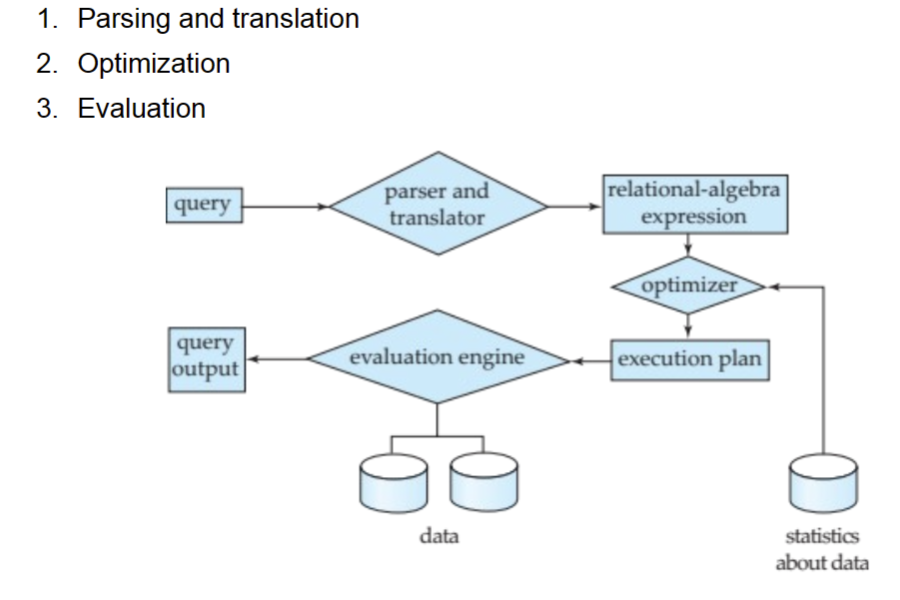 1. Parsing and translation
2. Optimization
3. Evaluation
query
parser and
translator
relational-algebra
expression
optimizer
query
output
evaluation engine
execution plan
data
statistics
about data